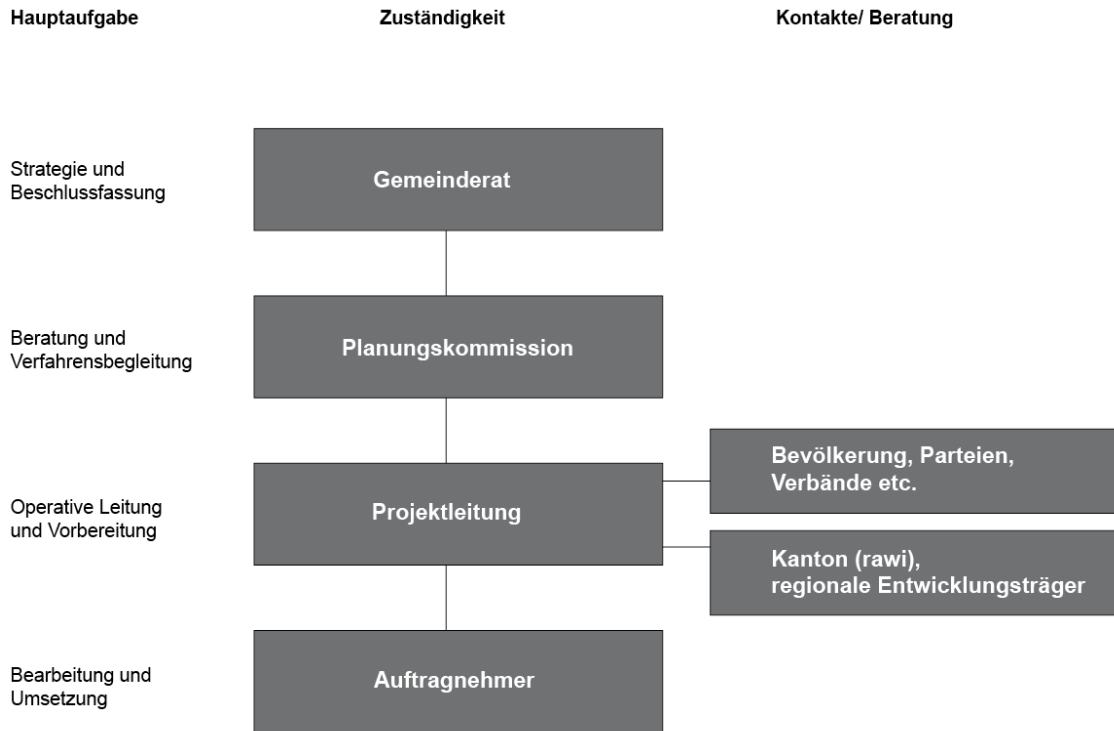 Hauptaufgabe
Zuständigkeit
Kontakte/ Beratung
Strategie und
Beschlussfassung
Gemeinderat
Beratung und
Verfahrensbegleitung
Planungskommission
Operative Leitung
und Vorbereitung
Projektleitung
Bevölkerung, Parteien,
Verbände etc.
Kanton (rawi),
regionale Entwicklungsträger
Bearbeitung und
Umsetzung
Auftragnehmer